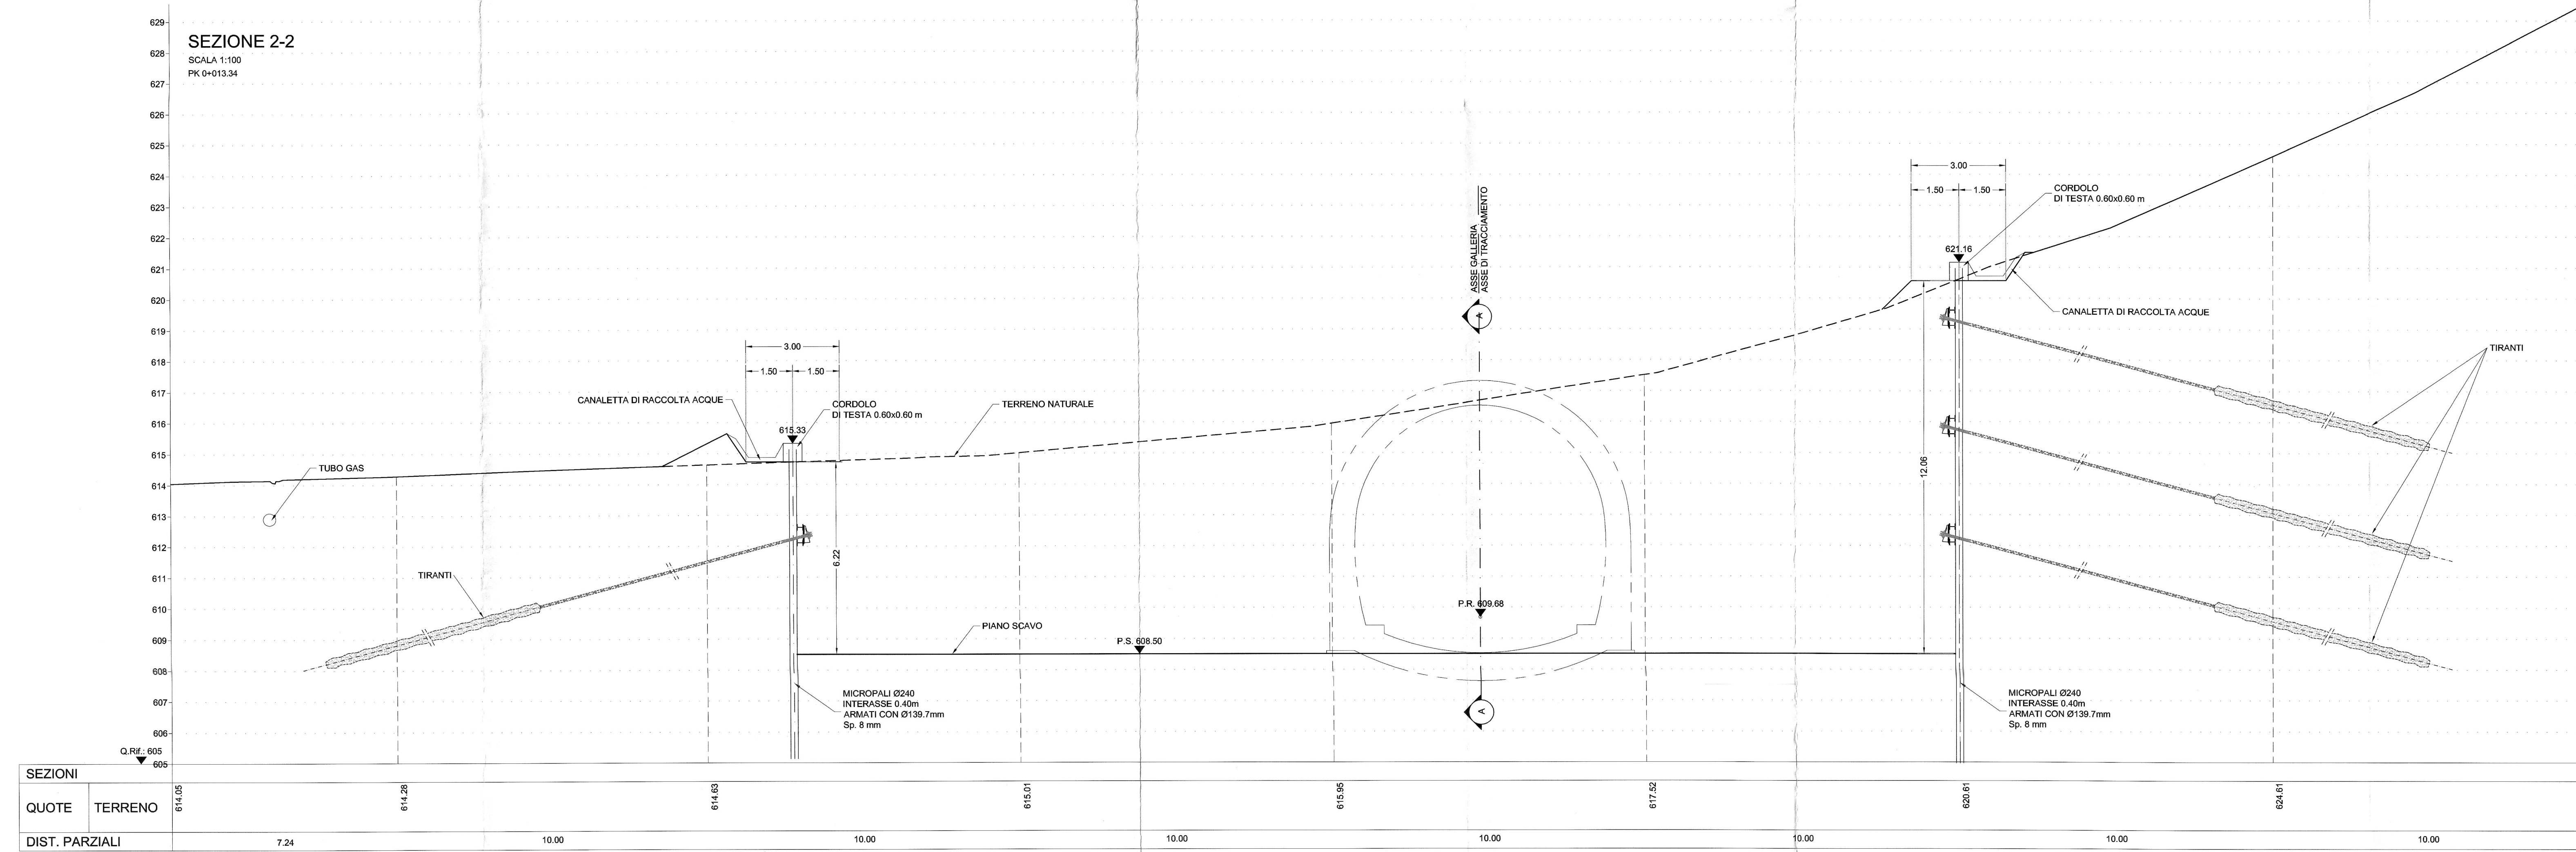 SEZIONE 2-2
SCALA 1:100
PK 0+013.34
629
628
627
626
625
624
623
622
621
620
619
618
617
616
615
614
613
612
611
610
609
608
607
606
605
Q.Rif.: 605
TUBO GAS
TIRANTI
CANALETTA DI RACCOLTA ACQUE
3.00
1.50
1.50
615.33
CORDOLO
DI TESTA 0.60x0.60 m
6.22
TERRENO NATURALE
PIANO SCAVO
P.S. 608.50
MICROPALI Ø240
INTERASSE 0.40m
ARMATI CON Ø139.7mm
Sp. 8 mm
ASSE GALLERIA
ASSE DI TRACCIAMENTO
A
P.R. 609.68
A
3.00
1.50
1.50
621.16
CORDOLO
DI TESTA 0.60x0.60 m
CANALETTA DI RACCOLTA ACQUE
12.06
TIRANTI
MICROPALI Ø240
INTERASSE 0.40m
ARMATI CON Ø139.7mm
Sp. 8 mm
SEZIONI
QUOTE TERRENO 614.05 614.28 614.63 615.01 615.95 617.52 620.61 624.61
DIST. PARZIALI 7.24 10.00 10.00 10.00 10.00 10.00 10.00 10.00